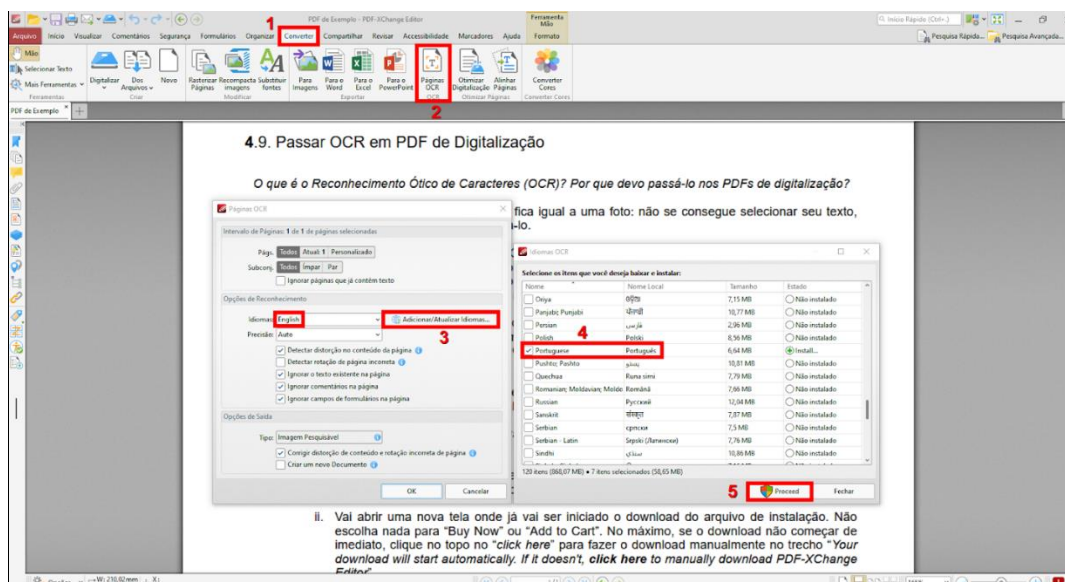 1
PDF de Exemplo - PDF-XChange Editor
Ferramenta Mão
Início Rápido (Ctrl+.)
Arquivo Início Visualizar Comentários Segurança Formulários Organizar Converter Compartilhar Revisar Acessibilidade Marcadores Ajuda Formato
Pesquisa Rápida... Pesquisa Avançada...
Mão
Selecionar Texto
Mais Ferramentas
Digitalizar
Dos Arquivos
Novo
Rasterizar Páginas
Recompacta imagens
Substituir fontes
Para Imagens
Para o Word
Para o Excel
Para o PowerPoint
Páginas OCR
Otimizar Digitalização
Alinhar Páginas
Converter Cores
Ferramentas Criar Modificar Exportar OCR Otimizar Páginas Converter Cores
2
PDF de Exemplo
4.9. Passar OCR em PDF de Digitalização
O que é o Reconhecimento Ótico de Caracteres (OCR)? Por que devo passá-lo nos PDFs de digitalização?
fica igual a uma foto: não se consegue selecionar seu texto,
-lo.
Páginas OCR
Intervalo de Páginas: 1 de 1 de páginas selecionadas
Págs. Todos Atual: 1 Personalizado
Subconj. Todos Ímpar Par
Ignorar páginas que já contêm texto
Opções de Reconhecimento
Idiomas: English Adicionar/Atualizar Idiomas...
3
Precisão: Auto
Detectar distorção no conteúdo da página
Detectar rotação de página incorreta
Ignorar o texto existente na página
Ignorar comentários na página
Ignorar campos de formulários na página
Opções de Saída
Tipo: Imagem Pesquisável
Corrigir distorção de conteúdo e rotação incorreta de página
Criar um novo Documento
OK Cancelar
Idiomas OCR
Selecione os itens que você deseja baixar e instalar:
Nome Nome Local Tamanho Estado
Oriya ଓଡ଼ିଆ 7,15 MB Não instalado
Panjabi; Punjabi ਪੰਜਾਬੀ 10,77 MB Não instalado
Persian فارسی 2,96 MB Não instalado
Polish Polski 8,56 MB Não instalado
4
Portuguese Português 6,64 MB Install...
Pushto; Pashto پښتو 10,81 MB Não instalado
Quechua Runa simi 7,79 MB Não instalado
Romanian; Moldavian; Moldo Română 7,66 MB Não instalado
Russian Русский 12,04 MB Não instalado
Sanskrit संस्कृत 7,87 MB Não instalado
Serbian српски 7,5 MB Não instalado
Serbian - Latin Srpski (Латински) 7,76 MB Não instalado
Sindhi سنڌي 10,86 MB Não instalado
120 itens (868,07 MB) • 7 itens selecionados (58,65 MB)
5
Proceed Fechar
ii. Vai abrir uma nova tela onde já vai ser iniciado o download do arquivo de instalação. Não
escolha nada para “Buy Now” ou “Add to Cart”. No máximo, se o download não começar de
imediato, clique no topo no “click here” para fazer o download manualmente no trecho “Your
download will start automatically. If it doesn't, click here to manually download PDF-XChange
Editor”
W: 210,02mm X: